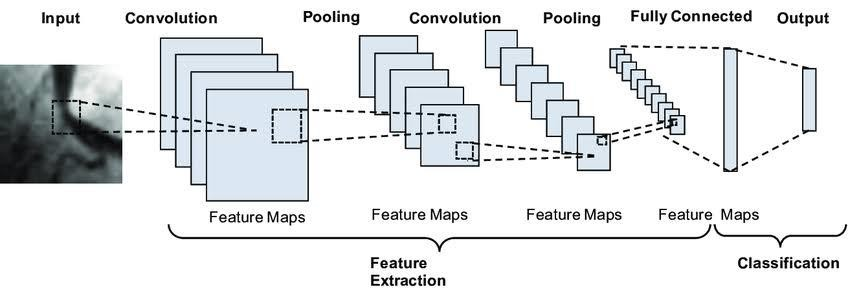 Input
Convolution
Pooling
Convolution
Pooling
Fully Connected
Output
Feature Maps
Feature Maps
Feature Maps
Feature Maps
Feature
Extraction
Classification